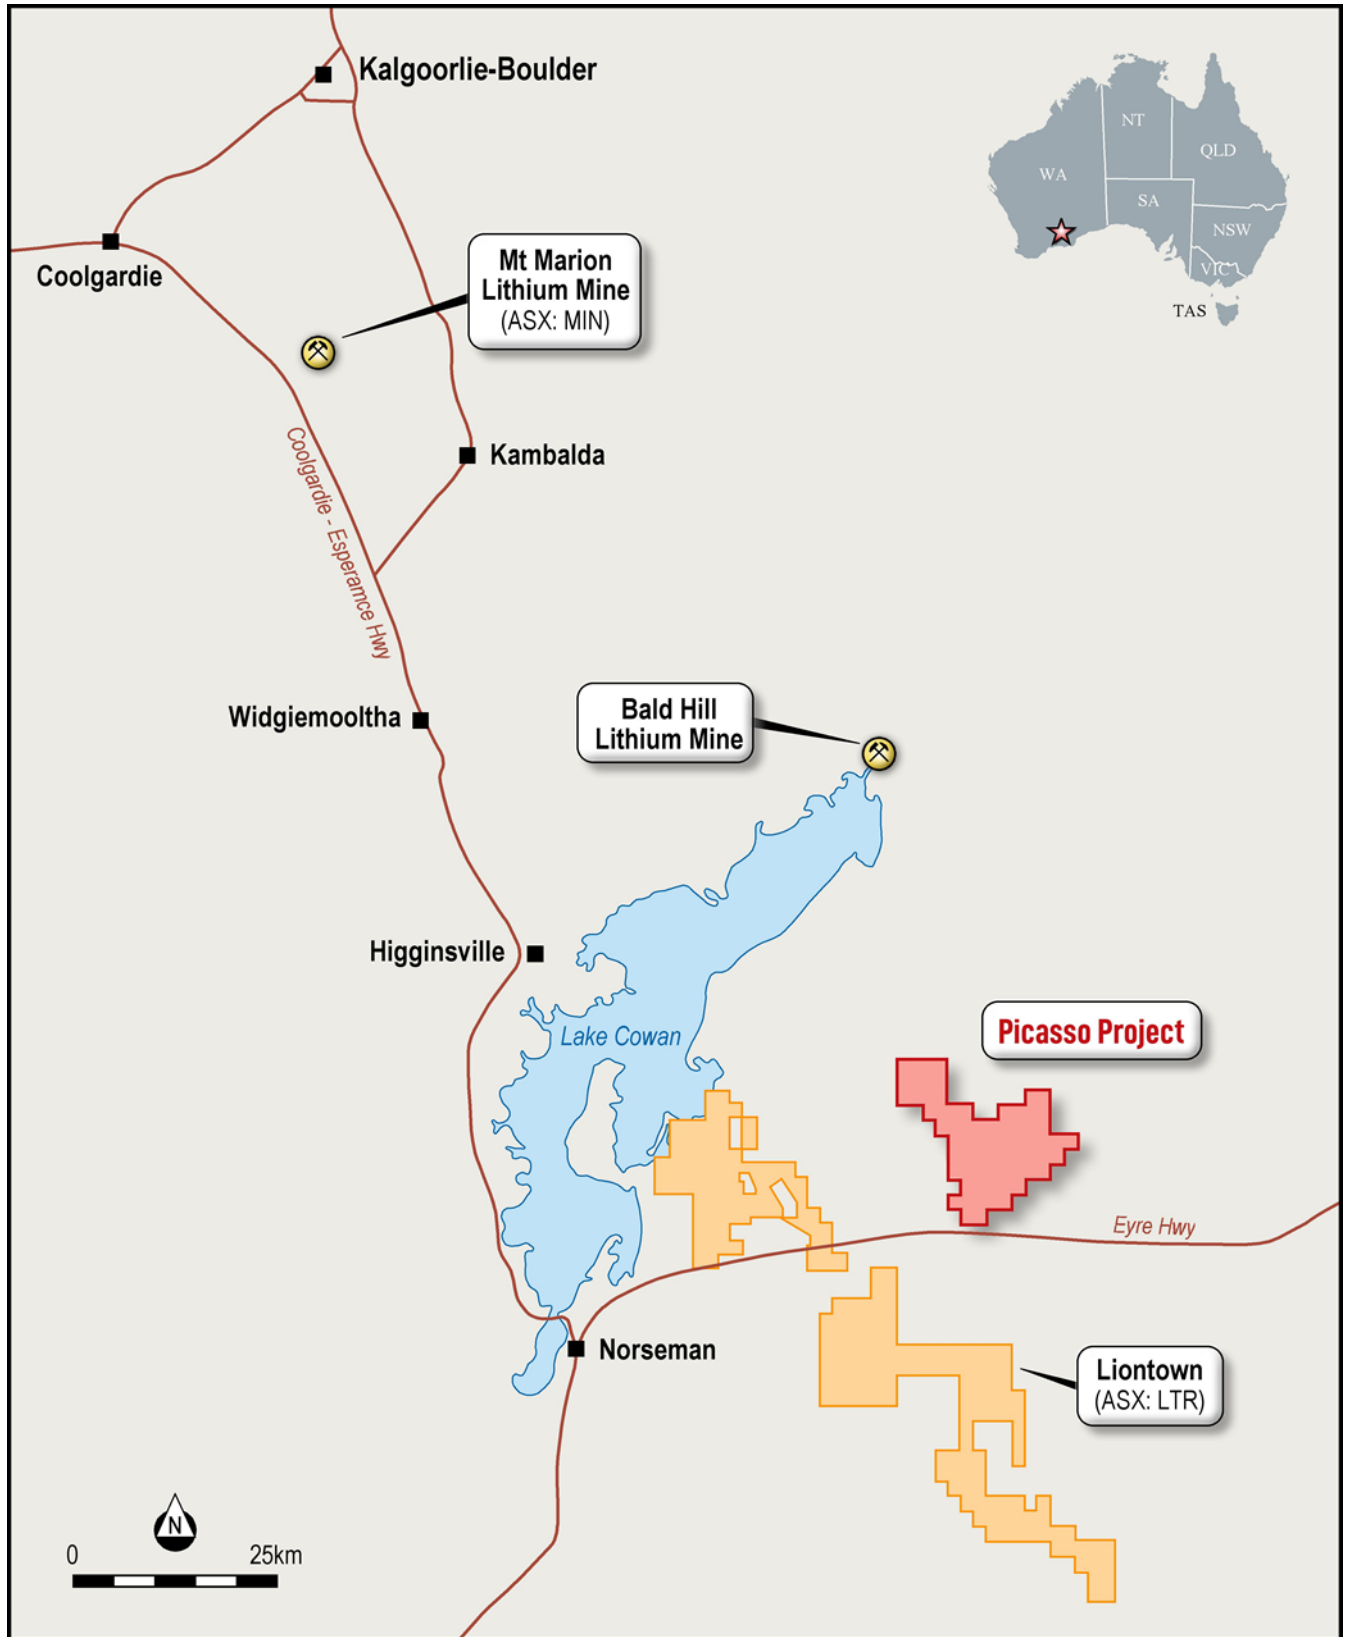 Kalgoorlie-Boulder
NT
QLD
WA
SA
NSW
VIC
TAS
Coolgardie
Mt Marion
Lithium Mine
(ASX: MIN)
Kambalda
Coolgardie - Esperamce Hwy
Widgiemooltha
Bald Hill
Lithium Mine
Higginsville
Lake Cowan
Picasso Project
Eyre Hwy
Norseman
Liontown
(ASX: LTR)
N
0 25km